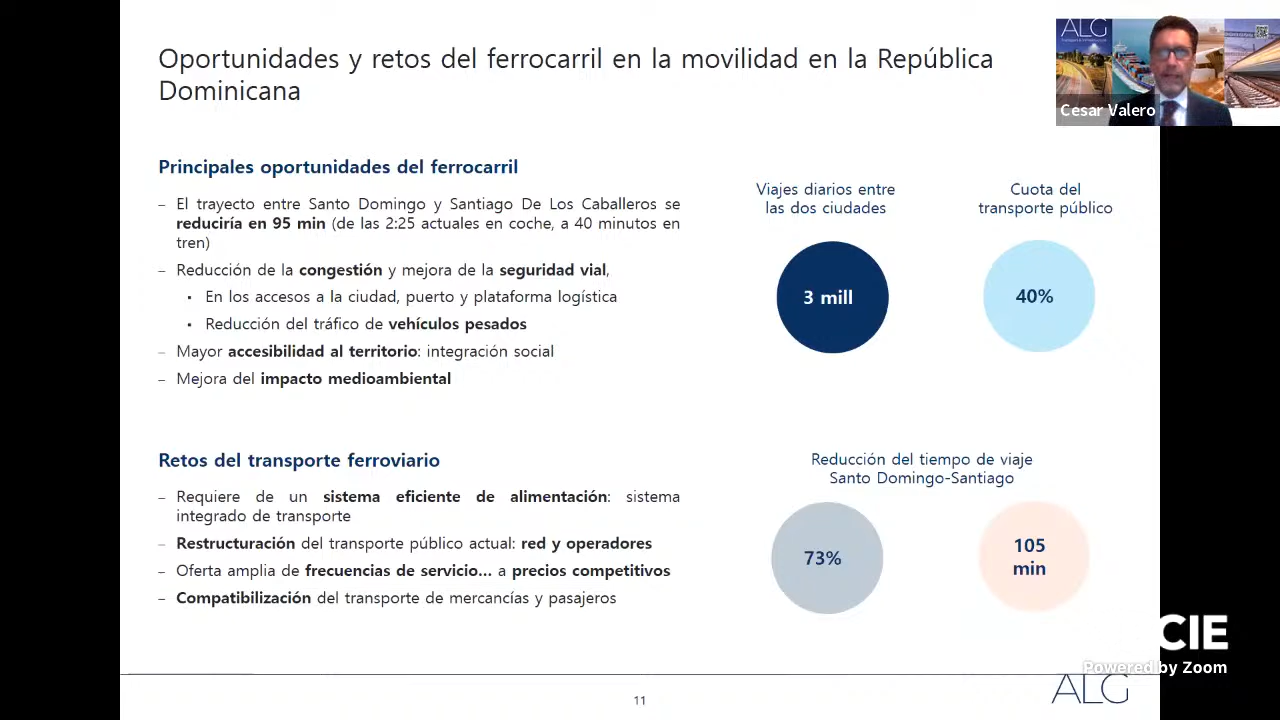 Oportunidades y retos del ferrocarril en la movilidad en la República
Dominicana
ALG
Cesar Valero
Principales oportunidades del ferrocarril
– El trayecto entre Santo Domingo y Santiago De Los Caballeros se
reduciría en 95 min (de las 2:25 actuales en coche, a 40 minutos en
tren)
– Reducción de la congestión y mejora de la seguridad vial,
▪ En los accesos a la ciudad, puerto y plataforma logística
▪ Reducción del tráfico de vehículos pesados
– Mayor accesibilidad al territorio: integración social
– Mejora del impacto medioambiental
Viajes diarios entre
las dos ciudades
3 mill
Cuota del
transporte público
40%
Retos del transporte ferroviario
– Requiere de un sistema eficiente de alimentación: sistema
integrado de transporte
– Restructuración del transporte público actual: red y operadores
– Oferta amplia de frecuencias de servicio... a precios competitivos
– Compatibilización del transporte de mercancías y pasajeros
Reducción del tiempo de viaje
Santo Domingo-Santiago
73%
105
min
CIE
Powered by Zoom
11
ALG